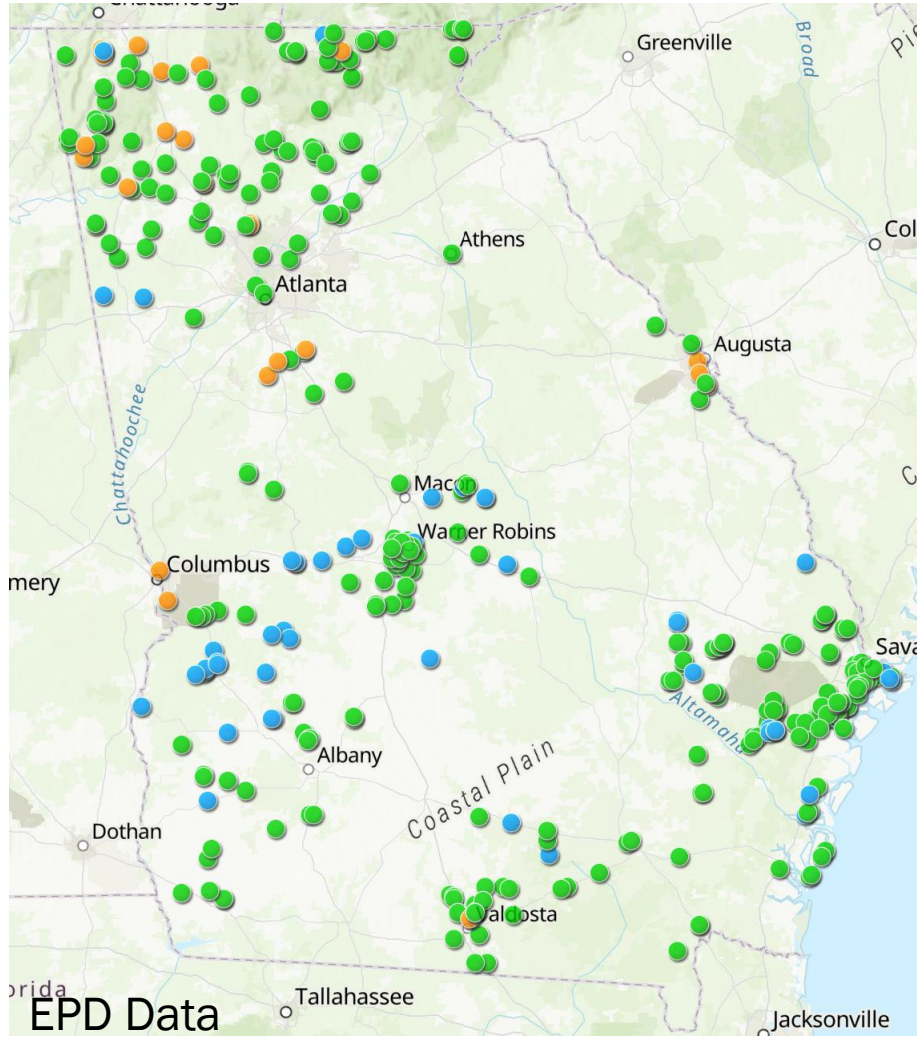 Greenville
Broad
Athens
Atlanta
Augusta
Chattahoochee
Macon
Warner Robins
Columbus
mery
Sava
Altamaha
Coastal Plain
Albany
Dothan
Valdosta
orida
Tallahassee
EPD Data
Jacksonville
Col
Pie